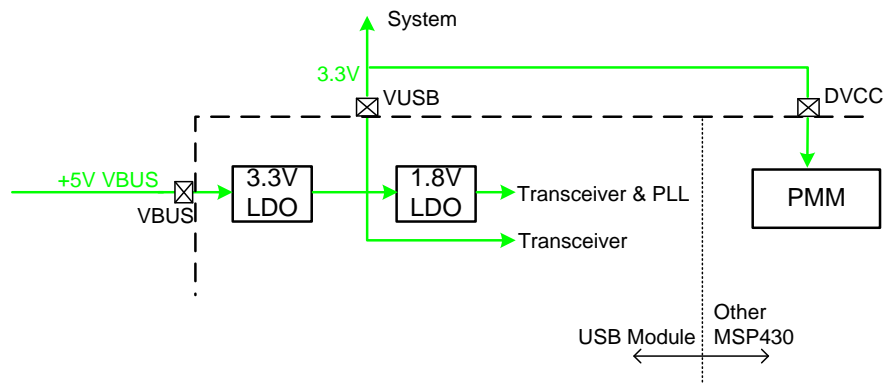 System
3.3V
VUSB
DVCC
+5V VBUS
VBUS
3.3V
LDO
1.8V
LDO
Transceiver & PLL
PMM
Transceiver
USB Module
Other
MSP430